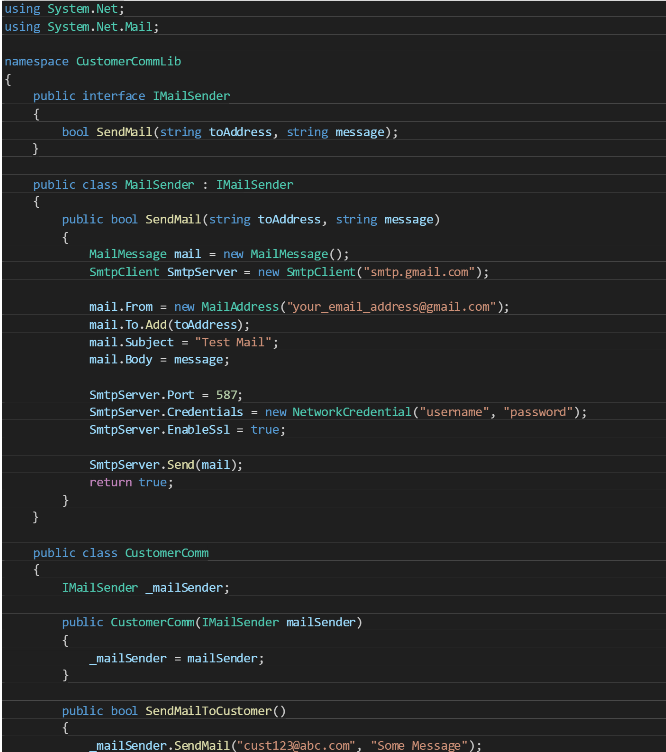 using System.Net;
using System.Net.Mail;
namespace CustomerCommLib
{
public interface IMailSender
{
bool SendMail(string toAddress, string message);
}
public class MailSender : IMailSender
{
public bool SendMail(string toAddress, string message)
{
MailMessage mail = new MailMessage();
SmtpClient SmtpServer = new SmtpClient("smtp.gmail.com");
mail.From = new MailAddress("your_email_address@gmail.com");
mail.To.Add(toAddress);
mail.Subject = "Test Mail";
mail.Body = message;
SmtpServer.Port = 587;
SmtpServer.Credentials = new NetworkCredential("username", "password");
SmtpServer.EnableSsl = true;
SmtpServer.Send(mail);
return true;
}
}
public class CustomerComm
{
IMailSender _mailSender;
public CustomerComm(IMailSender mailSender)
{
_mailSender = mailSender;
}
public bool SendMailToCustomer()
{
_mailSender.SendMail("cust123@abc.com", "Some Message");